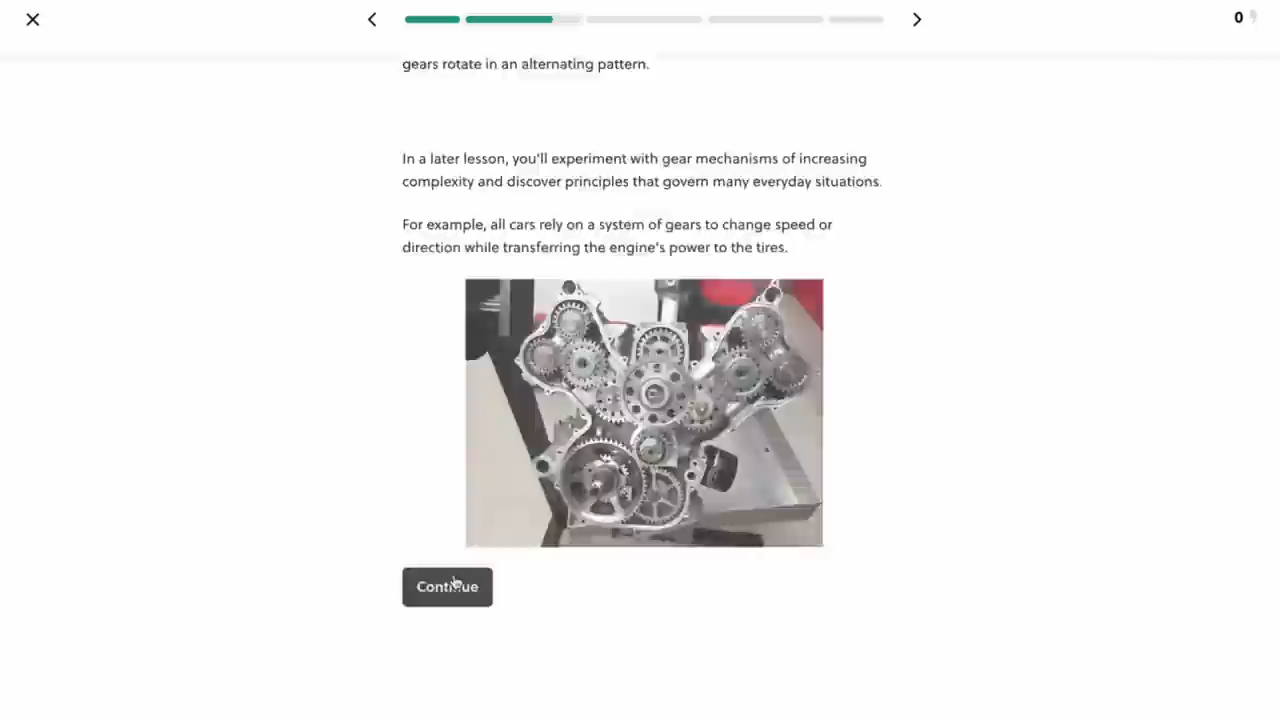 0
gears rotate in an alternating pattern.
In a later lesson, you'll experiment with gear mechanisms of increasing
complexity and discover principles that govern many everyday situations.
For example, all cars rely on a system of gears to change speed or
direction while transferring the engine's power to the tires.
Continue